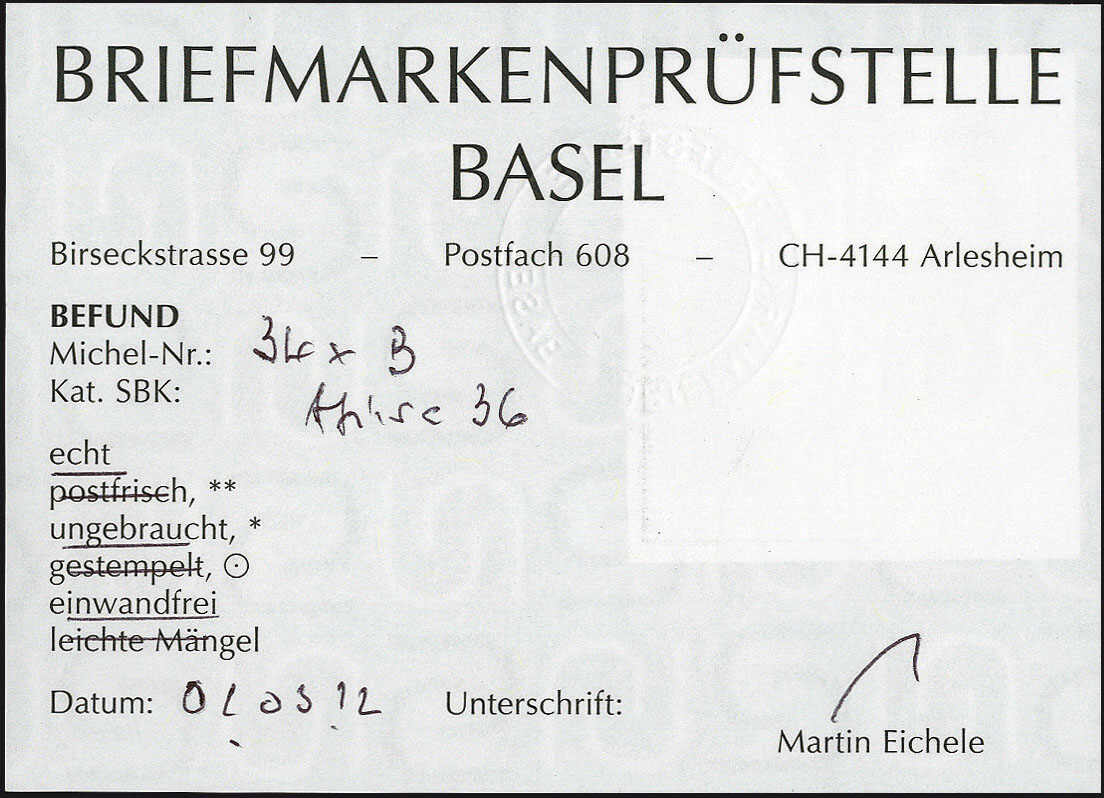 BRIEFMARKENPRÜFSTELLE
BASEL
Birseckstrasse 99 – Postfach 608 – CH-4144 Arlesheim
BEFUND
Michel-Nr.: 34 x B
Kat. SBK: 36
echt
postfrisch, **
ungebraucht, *
gestempelt, ⊙
einwandfrei
leichte Mängel
Datum: 03 12 Unterschrift:
Martin Eichele